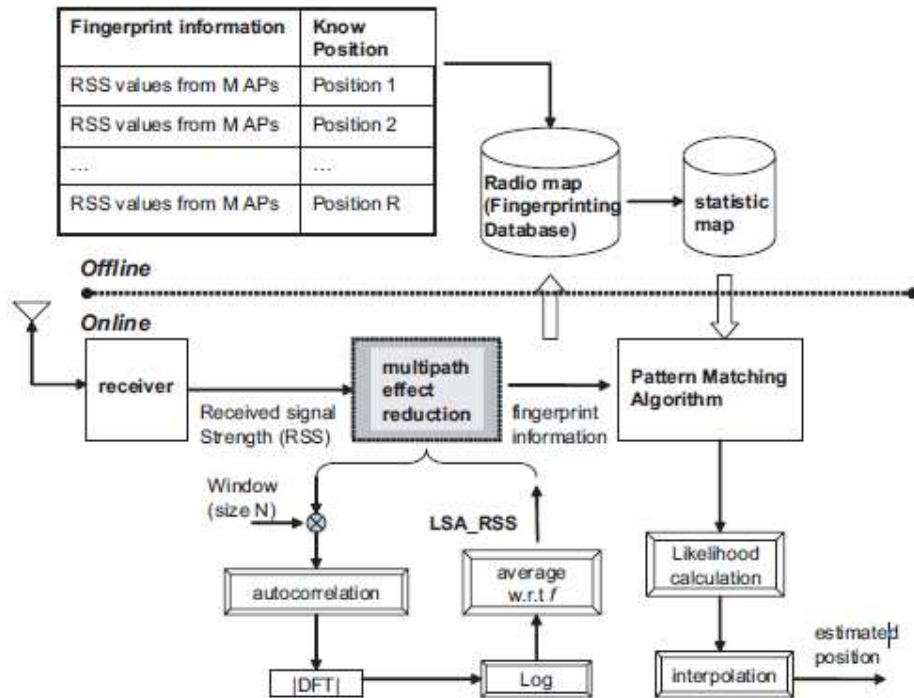 Fingerprint information
Know
Position
RSS values from M APs
Position 1
RSS values from M APs
Position 2
...
....
RSS values from M APs
Position R
Radio map
(Fingerprinting
Database)
statistic
map
Offline
Online
receiver
Received signal
Strength (RSS)
multipath
effect
reduction
fingerprint
information
Pattern Matching
Algorithm
Window
(size N)
LSA_RSS
autocorrelation
average
w.r.t f
|DFT|
Log
Likelihood
calculation
interpolation
estimated
position